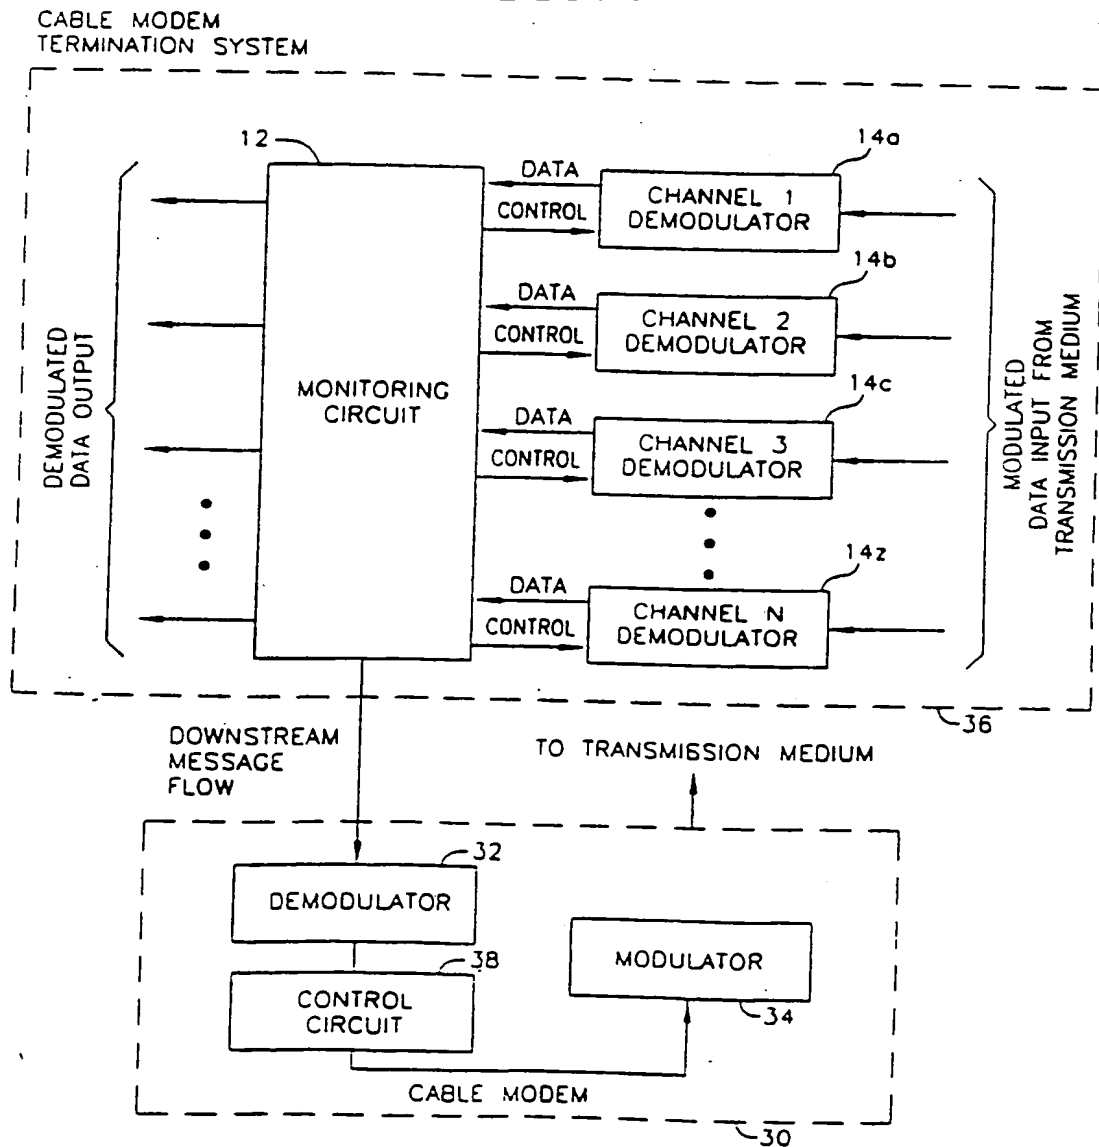 CABLE MODEM
TERMINATION SYSTEM
12
14a
DATA
CONTROL
CHANNEL 1
DEMODULATOR
14b
DATA
CONTROL
CHANNEL 2
DEMODULATOR
14c
DATA
CONTROL
CHANNEL 3
DEMODULATOR
14z
DATA
CONTROL
CHANNEL N
DEMODULATOR
MONITORING
CIRCUIT
DEMODULATED
DATA OUTPUT
MODULATED
DATA INPUT FROM
TRANSMISSION MEDIUM
36
DOWNSTREAM
MESSAGE
FLOW
TO TRANSMISSION MEDIUM
32
DEMODULATOR
38
CONTROL
CIRCUIT
MODULATOR
34
CABLE MODEM
30